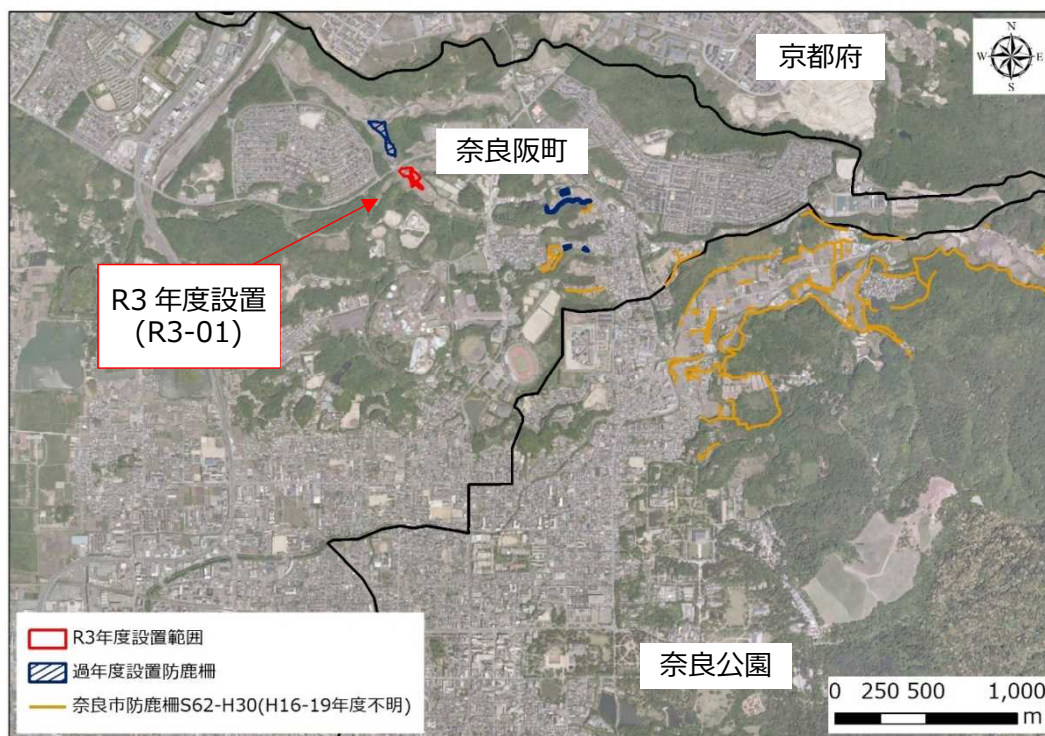 京都府
N
W E
S
奈良阪町
R3 年度設置
(R3-01)
奈良公園
R3年度設置範囲
過年度設置防鹿柵
奈良市防鹿柵S62-H30(H16-19年度不明)
0 250 500 1,000
m